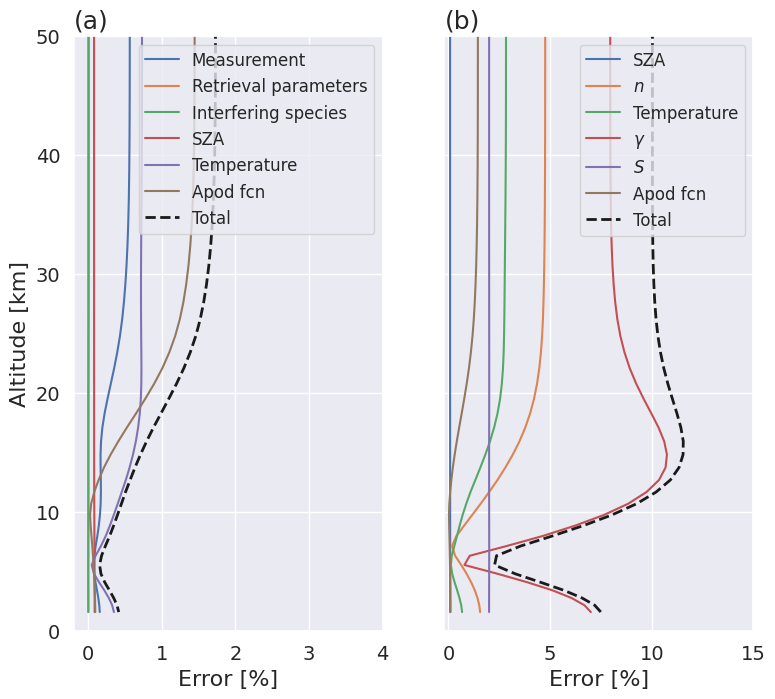 (a)
(b)
50
40
30
20
10
0
Altitude [km]
Measurement
Retrieval parameters
Interfering species
SZA
Temperature
Apod fcn
Total
SZA
n
Temperature
γ
S
Apod fcn
Total
0 1 2 3 4
0 5 10 15
Error [%]
Error [%]